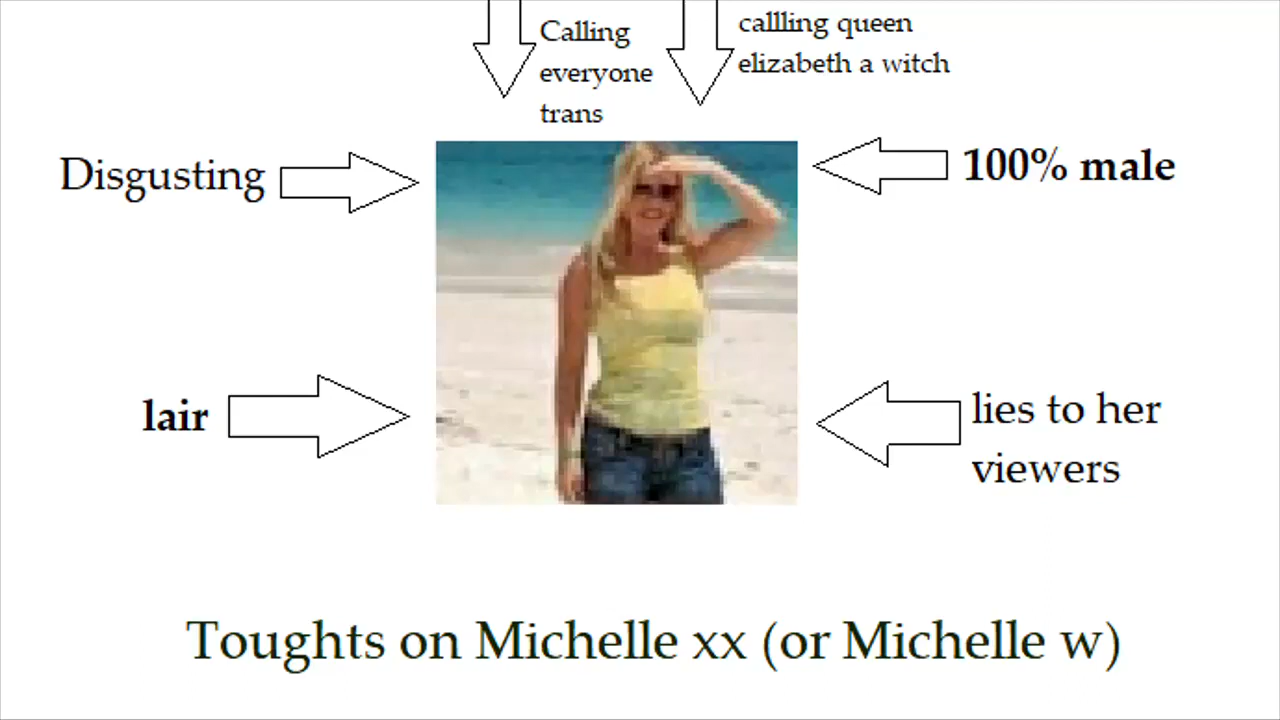 Calling
everyone
trans
callling queen
elizabeth a witch
Disgusting
100% male
lair
lies to her
viewers
Toughts on Michelle xx (or Michelle w)